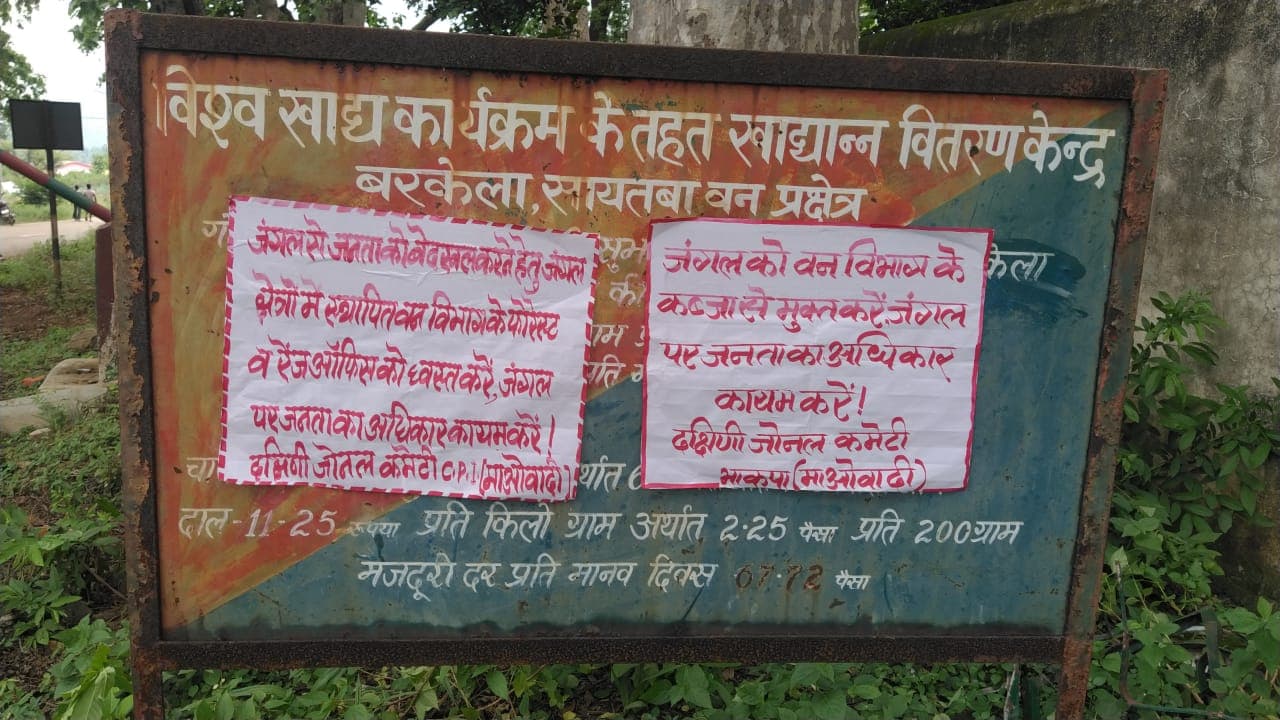 विश्व खाद्य कार्यक्रम के तहत खाद्यान्न वितरण केन्द्र
बरकेला, सायतबा वन प्रक्षेत्र
जंगल से जनता को बेदखल करने हेतु जंगल
क्षेत्रों में स्थापित वन विभाग के फोरेस्ट
व रेंज ऑफिस को ध्वस्त करें, जंगल
पर जनता का अधिकार कायम करें!
दक्षिणी जोनल कमेटी C.P.I (माओवादी)
जंगल को वन विभाग के
कब्जा से मुक्त करें, जंगल
पर जनता का अधिकार
कायम करें!
दक्षिणी जोनल कमेटी
भाकपा (माओवादी)
दाल-11-25 रूपया प्रति किलो ग्राम अर्थात 2.25 पैसा प्रति 200 ग्राम
मजदूरी दर प्रति मानव दिवस 67.72 पैसा